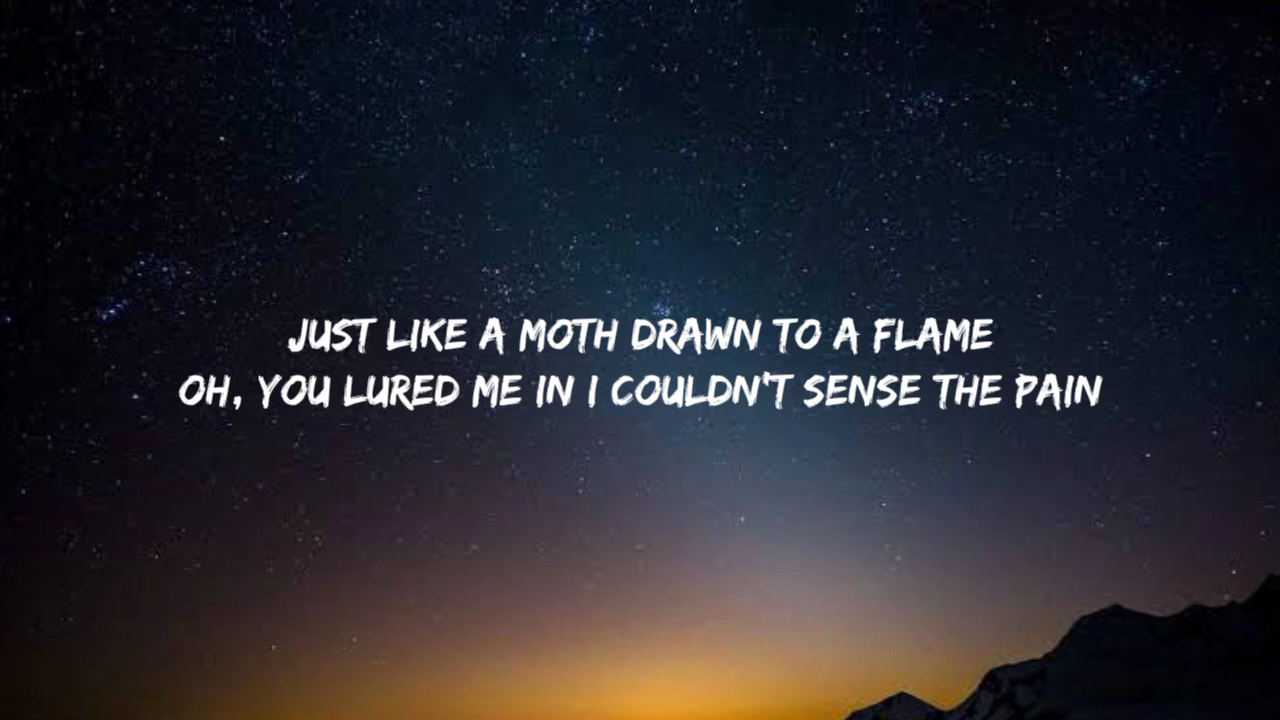 JUST LIKE A MOTH DRAWN TO A FLAME
OH, YOU LURED ME IN I COULDN'T SENSE THE PAIN